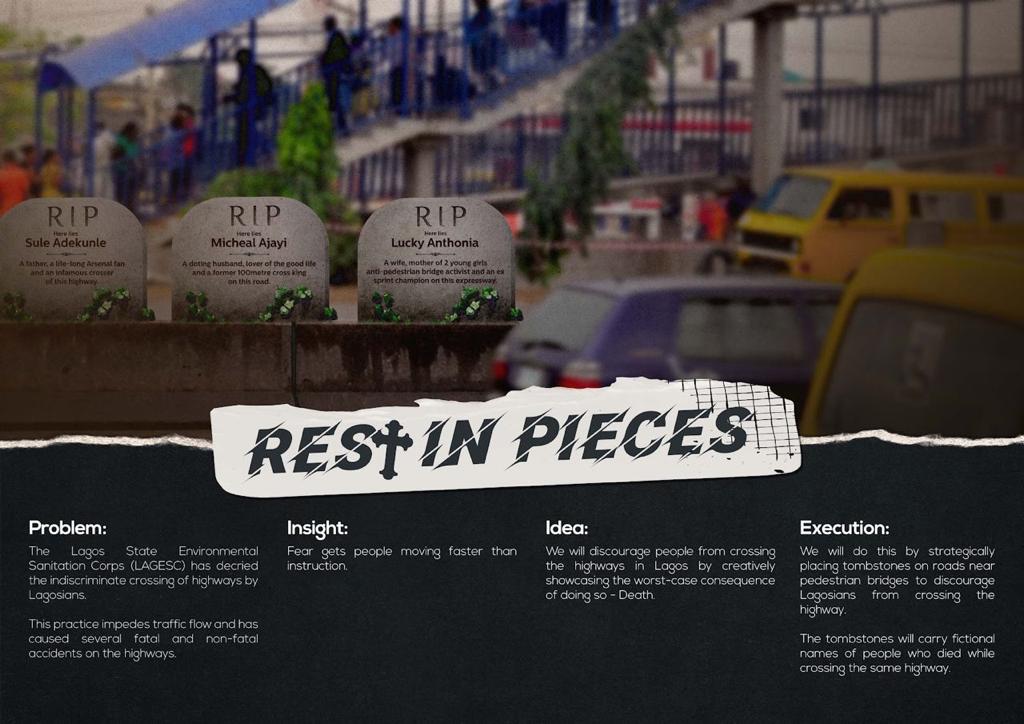 RIP
Here lies
Sule Adekunle
A father, a life-long Arsenal fan
and an infamous crosser
of this highway.
RIP
Here lies
Micheal Ajayi
A doting husband, lover of the good life
and a former 100metre cross king
on this road.
RIP
Here lies
Lucky Anthonia
A wife, mother of 2 young girls
anti-pedestrian bridge activist and an ex
sprint champion on this expressway.
REST IN PIECES
Problem:
The Lagos State Environmental
Sanitation Corps (LAGESC) has decried
the indiscriminate crossing of highways by
Lagosians.
This practice impedes traffic flow and has
caused several fatal and non-fatal
accidents on the highways.
Insight:
Fear gets people moving faster than
instruction.
Idea:
We will discourage people from crossing
the highways in Lagos by creatively
showcasing the worst-case consequence
of doing so - Death.
Execution:
We will do this by strategically
placing tombstones on roads near
pedestrian bridges to discourage
Lagosians from crossing the
highway.
The tombstones will carry fictional
names of people who died while
crossing the same highway.